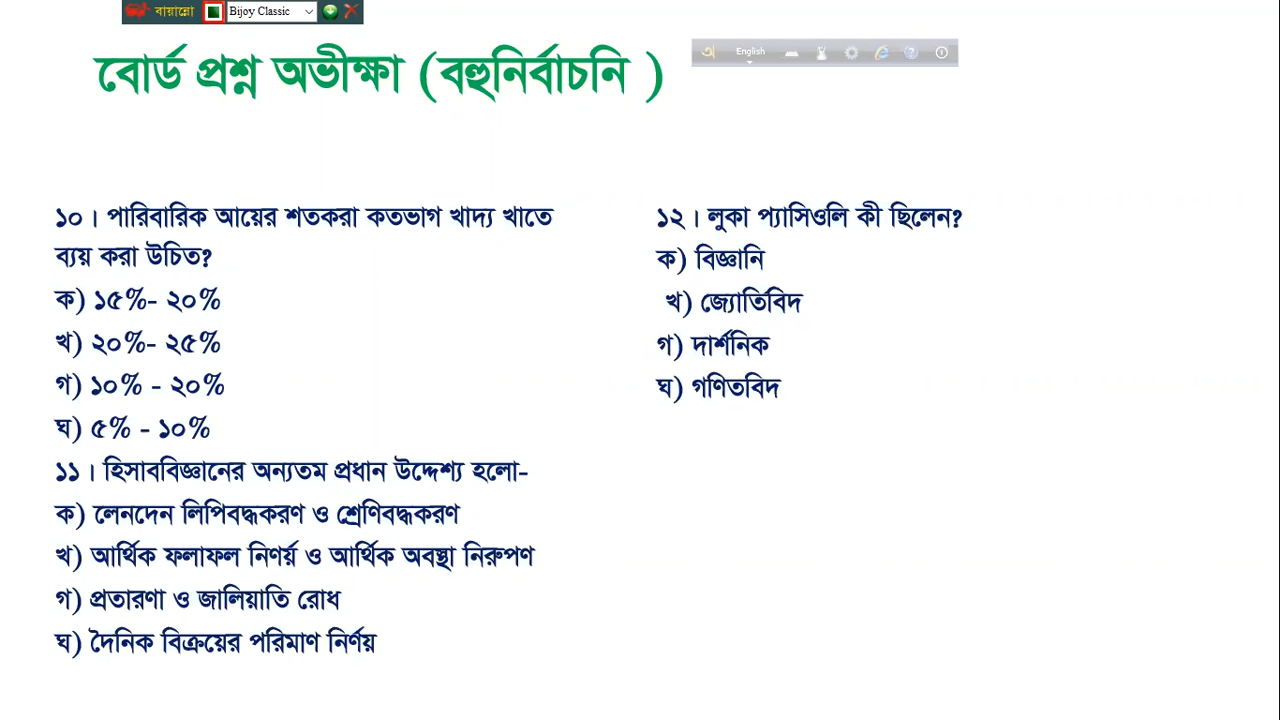 বায়ান্নো Bijoy Classic
English
বোর্ড প্রশ্ন অভীক্ষা (বহুনির্বাচনি )
১০। পারিবারিক আয়ের শতকরা কতভাগ খাদ্য খাতে
ব্যয় করা উচিত?
ক) ১৫%- ২০%
খ) ২০%- ২৫%
গ) ১০% - ২০%
ঘ) ৫% - ১০%
১১। হিসাববিজ্ঞানের অন্যতম প্রধান উদ্দেশ্য হলো-
ক) লেনদেন লিপিবদ্ধকরণ ও শ্রেণিবদ্ধকরণ
খ) আর্থিক ফলাফল নিণর্য় ও আর্থিক অবস্থা নিরুপণ
গ) প্রতারণা ও জালিয়াতি রোধ
ঘ) দৈনিক বিক্রয়ের পরিমাণ নির্ণয়
১২। লুকা প্যাসিওলি কী ছিলেন?
ক) বিজ্ঞানি
খ) জ্যোর্তিবিদ
গ) দার্শনিক
ঘ) গণিতবিদ